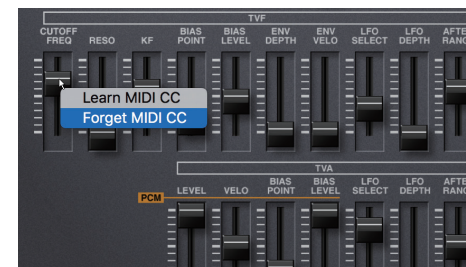 TVF
CUTOFF FREQ RESO KF BIAS POINT BIAS LEVEL ENV DEPTH ENV VELO LFO SELECT LFO DEPTH
Learn MIDI CC
Forget MIDI CC
TVA
PCM LEVEL VELO BIAS POINT BIAS LEVEL LFO SELECT LFO DEPTH